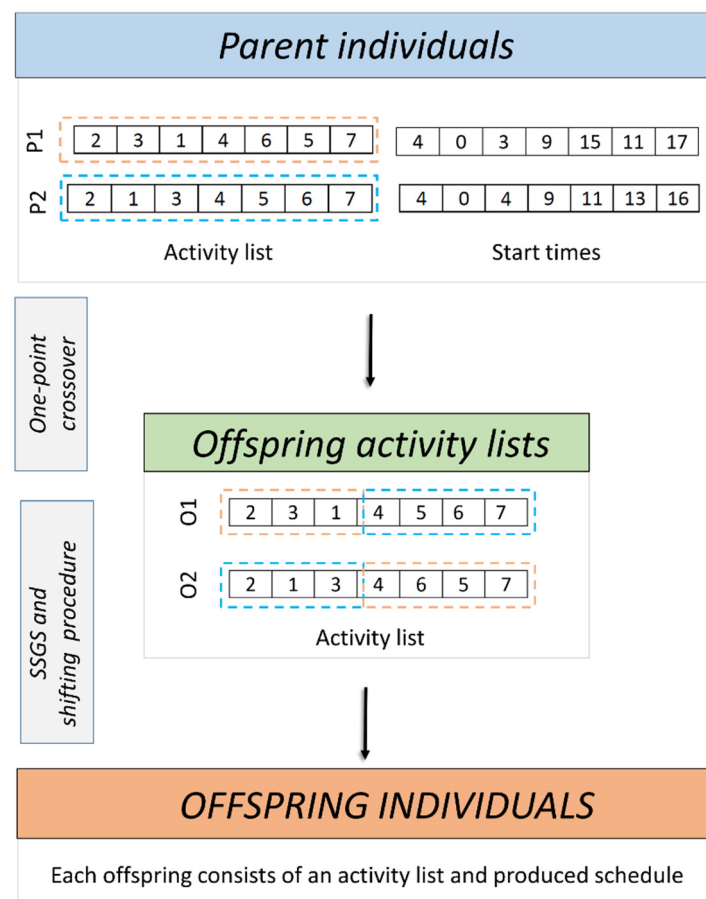 Parent individuals
P1
2 3 1 4 6 5 7
4 0 3 9 15 11 17
P2
2 1 3 4 5 6 7
4 0 4 9 11 13 16
Activity list
Start times
One-point
crossover
Offspring activity lists
O1
2 3 1 4 5 6 7
O2
2 1 3 4 6 5 7
Activity list
SSGS and
shifting procedure
OFFSPRING INDIVIDUALS
Each offspring consists of an activity list and produced schedule